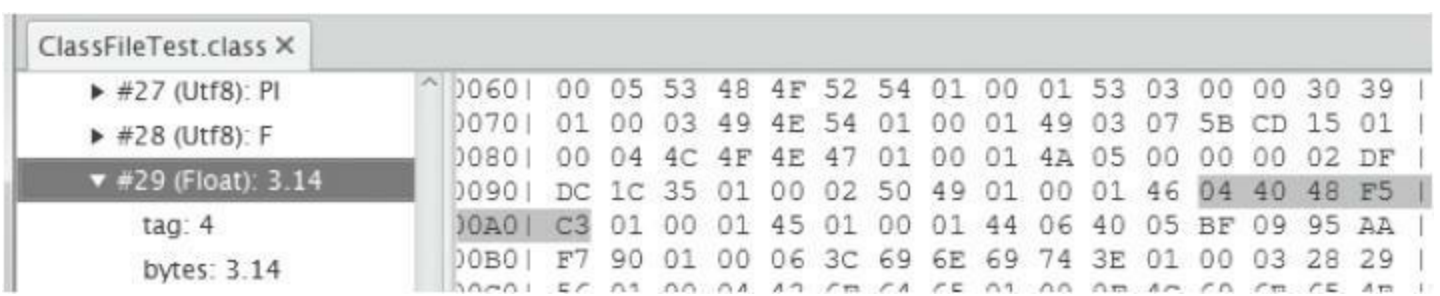 ClassFileTest.class ×
▶ #27 (Utf8): PI
▶ #28 (Utf8): F
▼ #29 (Float): 3.14
tag: 4
bytes: 3.14
0060| 00 05 53 48 4F 52 54 01 00 01 53 03 00 00 30 39 |
0070| 01 00 03 49 4E 54 01 00 01 49 03 07 5B CD 15 01 |
0080| 00 04 4C 4F 4E 47 01 00 01 4A 05 00 00 00 02 DF |
0090| DC 1C 35 01 00 02 50 49 01 00 01 46 04 40 48 F5 |
00A0| C3 01 00 01 45 01 00 01 44 06 40 05 BF 09 95 AA |
00B0| F7 90 01 00 06 3C 69 6E 69 74 3E 01 00 03 28 29 |